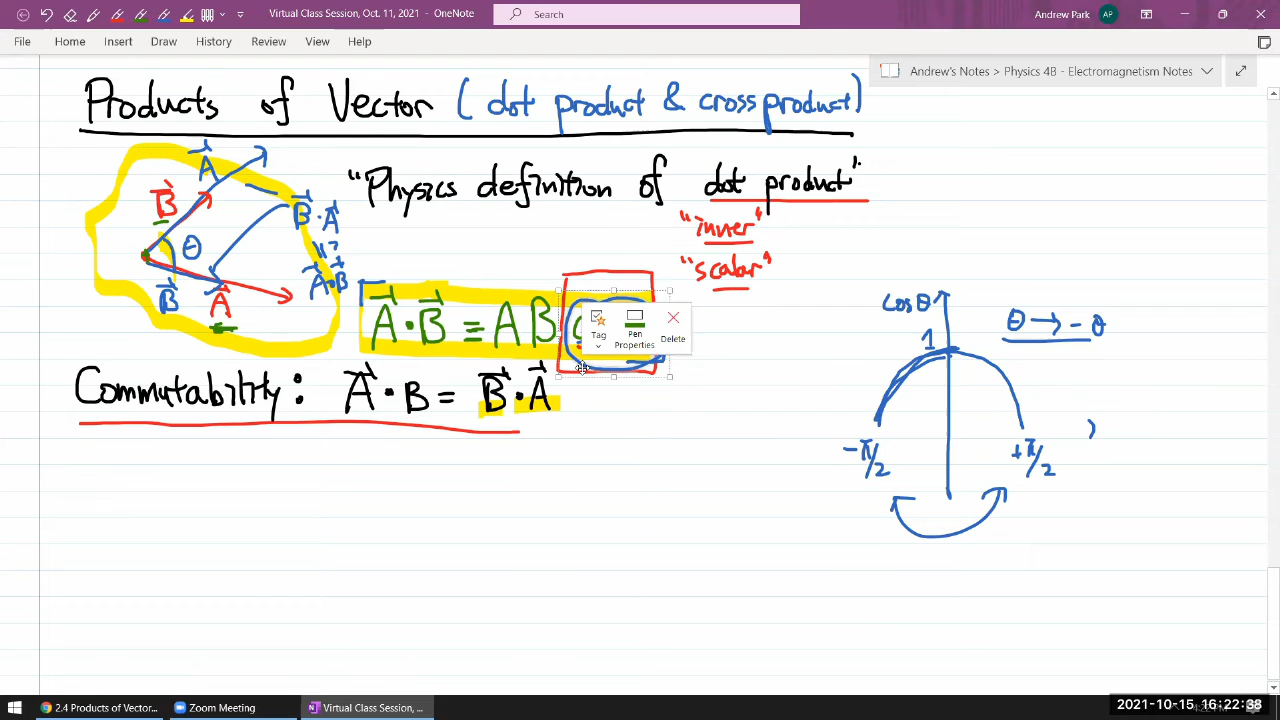 Virtual Class Session, Oct. 11, 2021 - OneNote
Search
Andrew Park
AP
File Home Insert Draw History Review View Help
Andrew's Notes > Physics 4B - Electromagnetism Notes
Products of Vector (dot product & cross product)
"Physics definition of dot product"
"inner"
"scalar"
A⃗
B⃗
B⃗·A⃗
θ
?
A⃗·B⃗
B⃗
A⃗
A⃗·B⃗ ≡ AB
Tag
Pen Properties
Delete
Commutability: A⃗·B = B⃗·A⃗
cos θ
θ → -θ
1
-π/2
+π/2
2.4 Products of Vector...
Zoom Meeting
Virtual Class Session, ...
2021-10-15 16:22:38